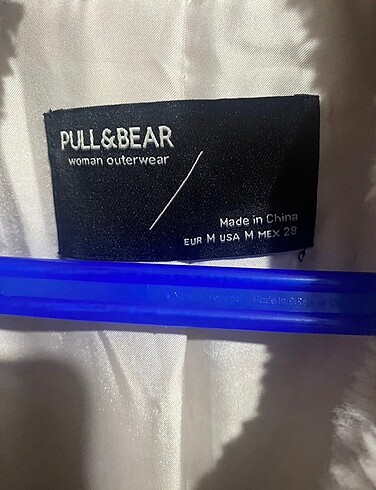 PULL&BEAR
woman outerwear
Made in China
EUR M USA M MEX 28